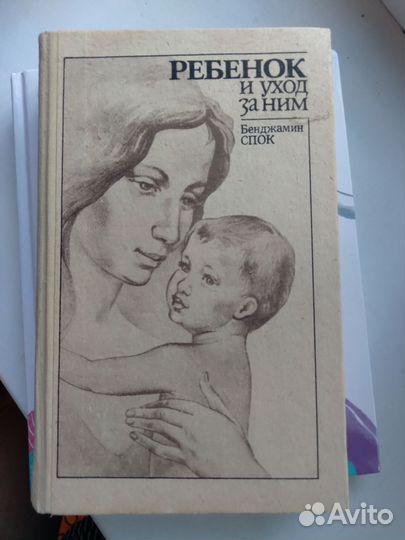 РЕБЕНОК
и уход
за ним
Бенджамин
СПОК
Avito